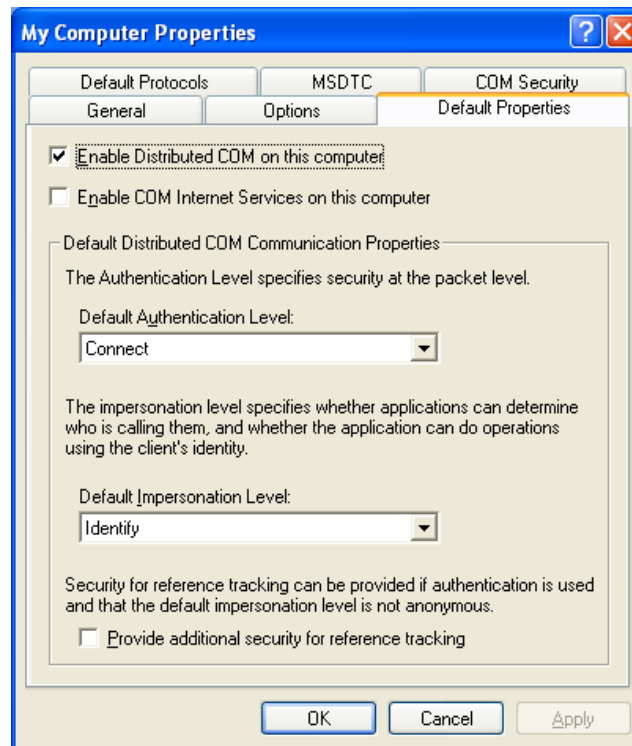 My Computer Properties
Default Protocols MSDTC COM Security
General Options Default Properties
Enable Distributed COM on this computer
Enable COM Internet Services on this computer
Default Distributed COM Communication Properties
The Authentication Level specifies security at the packet level.
Default Authentication Level:
Connect
The impersonation level specifies whether applications can determine
who is calling them, and whether the application can do operations
using the client's identity.
Default Impersonation Level:
Identify
Security for reference tracking can be provided if authentication is used
and that the default impersonation level is not anonymous.
Provide additional security for reference tracking
OK Cancel Apply